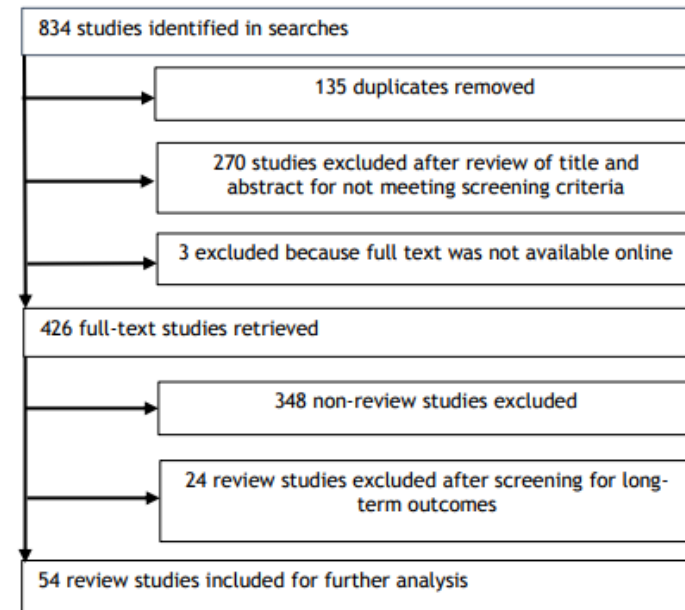 834 studies identified in searches
135 duplicates removed
270 studies excluded after review of title and
abstract for not meeting screening criteria
3 excluded because full text was not available online
426 full-text studies retrieved
348 non-review studies excluded
24 review studies excluded after screening for long-
term outcomes
54 review studies included for further analysis